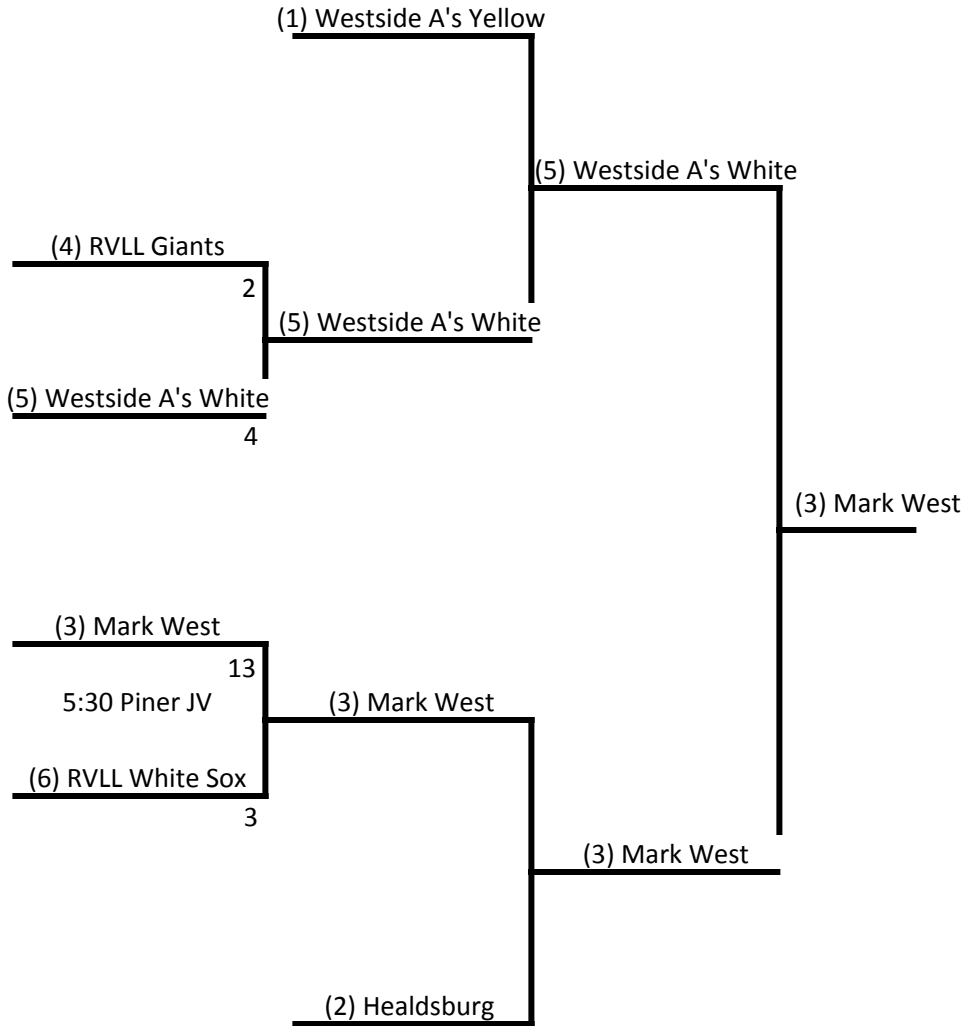 (1) Westside A's Yellow
(5) Westside A's White
(4) RVLL Giants
2
(5) Westside A's White
(5) Westside A's White
4
(3) Mark West
(3) Mark West
13
5:30 Piner JV
(3) Mark West
(6) RVLL White Sox
3
(3) Mark West
(2) Healdsburg